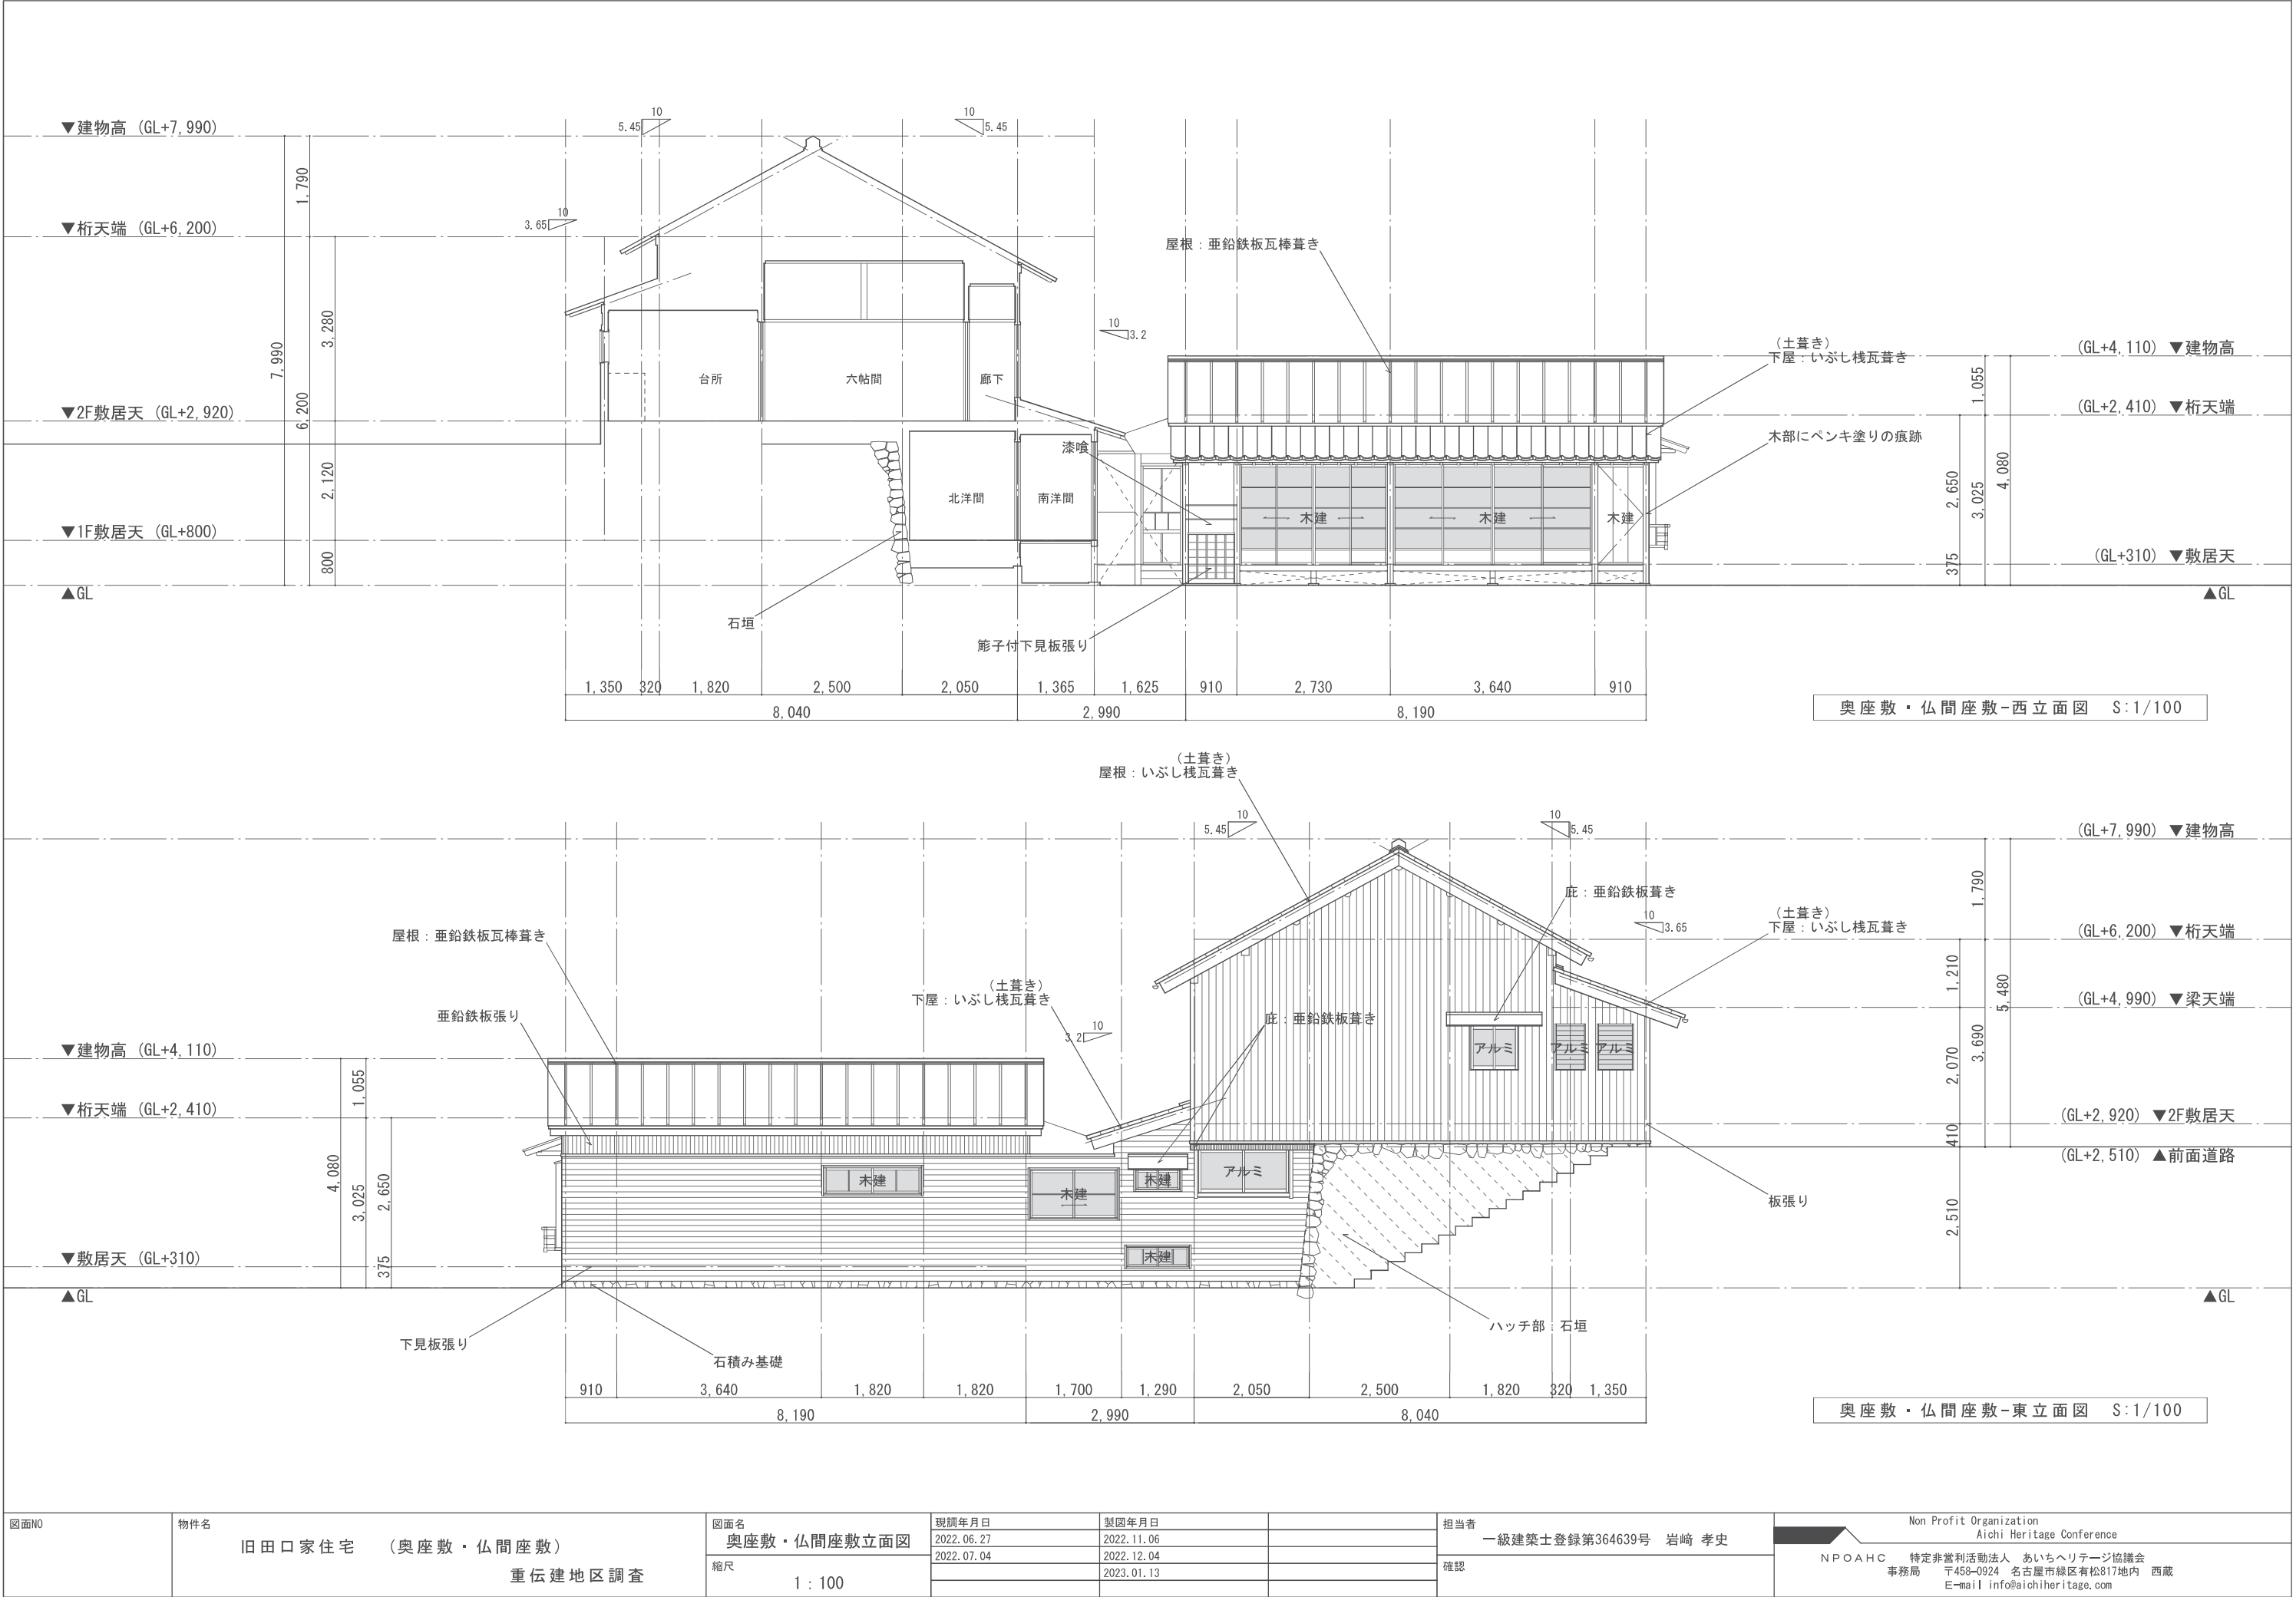 10
5.45
10
5.45
▼建物高 (GL+7,990)
1,790
10
3.65
▼桁天端 (GL+6,200)
屋根：亜鉛鉄板瓦棒葺き
3,280
7,990
6,200
10
3.2
(土葺き)
下屋：いぶし桟瓦葺き
(GL+4,110) ▼建物高
1,055
台所
六帖間
廊下
▼2F敷居天 (GL+2,920)
(GL+2,410) ▼桁天端
漆喰
木部にペンキ塗りの痕跡
2,120
北洋間
南洋間
木建
木建
木建
2,650
3,025
4,080
▼1F敷居天 (GL+800)
800
375
(GL+310) ▼敷居天
▲GL
▲GL
石垣
簓子付下見板張り
1,350 320 1,820 2,500 2,050 1,365 1,625 910 2,730 3,640 910
8,040 2,990 8,190
奥座敷・仏間座敷-西立面図 S:1/100
(土葺き)
屋根：いぶし桟瓦葺き
10
5.45
10
5.45
(GL+7,990) ▼建物高
1,790
庇：亜鉛鉄板葺き
10
3.65
(土葺き)
下屋：いぶし桟瓦葺き
屋根：亜鉛鉄板瓦棒葺き
(GL+6,200) ▼桁天端
1,210
5,480
(土葺き)
下屋：いぶし桟瓦葺き
(GL+4,990) ▼梁天端
亜鉛鉄板張り
庇：亜鉛鉄板葺き
10
3.2
▼建物高 (GL+4,110)
アルミ
アルミ
アルミ
2,070
3,690
1,055
▼桁天端 (GL+2,410)
(GL+2,920) ▼2F敷居天
410
(GL+2,510) ▲前面道路
4,080
3,025
2,650
木建
木建
木建
アルミ
板張り
2,510
▼敷居天 (GL+310)
375
木建
▲GL
▲GL
下見板張り
石積み基礎
ハッチ部：石垣
910 3,640 1,820 1,820 1,700 1,290 2,050 2,500 1,820 320 1,350
8,190 2,990 8,040
奥座敷・仏間座敷-東立面図 S:1/100
図面NO
物件名
旧田口家住宅 (奥座敷・仏間座敷)
重伝建地区調査
図面名
奥座敷・仏間座敷立面図
縮尺
1 : 100
現調年月日
2022.06.27
2022.07.04
製図年月日
2022.11.06
2022.12.04
2023.01.13
担当者
一級建築士登録第364639号 岩﨑 孝史
確認
Non Profit Organization
Aichi Heritage Conference
NPOAHC 特定非営利活動法人 あいちヘリテージ協議会
事務局 〒458-0924 名古屋市緑区有松817地内 西蔵
E-mail info@aichiheritage.com